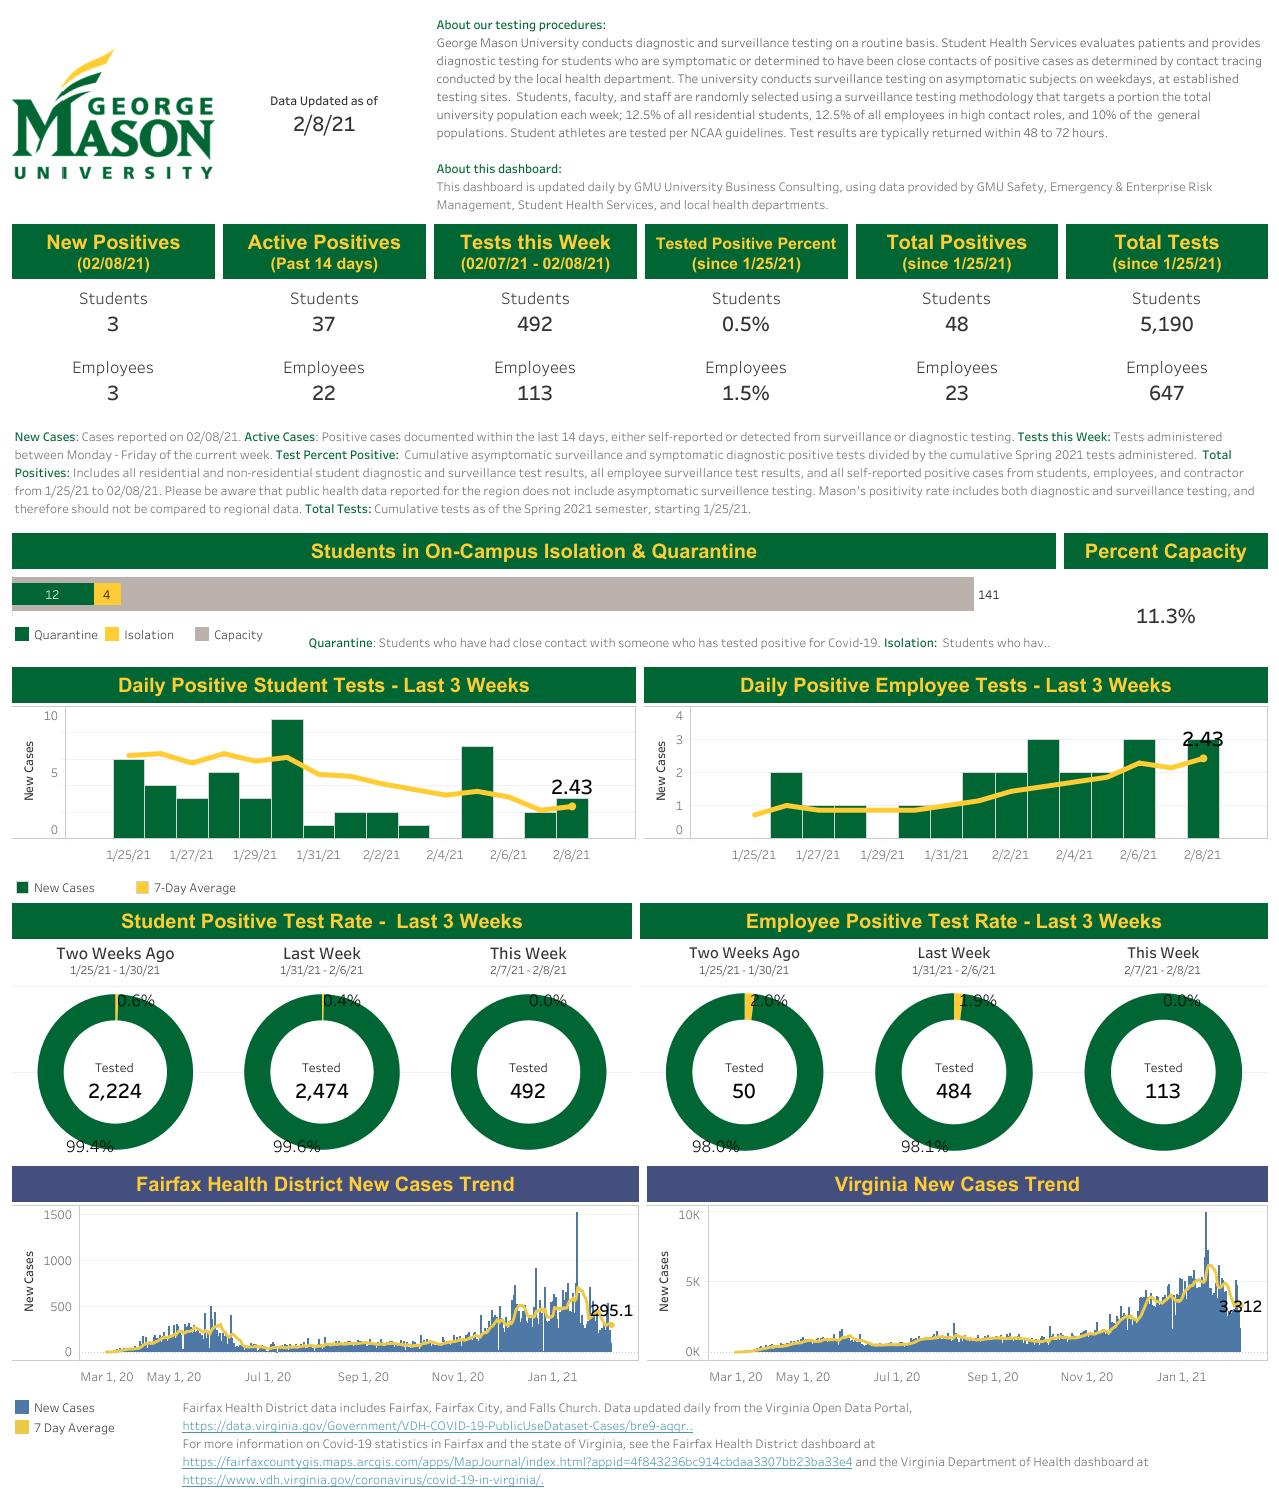 GEORGE
MASON
UNIVERSITY
Data Updated as of
2/8/21
About our testing procedures:
George Mason University conducts diagnostic and surveillance testing on a routine basis. Student Health Services evaluates patients and provides
diagnostic testing for students who are symptomatic or determined to have been close contacts of positive cases as determined by contact tracing
conducted by the local health department. The university conducts surveillance testing on asymptomatic subjects on weekdays, at established
testing sites.  Students, faculty, and staff are randomly selected using a surveillance testing methodology that targets a portion the total
university population each week; 12.5% of all residential students, 12.5% of all employees in high contact roles, and 10% of the  general
populations. Student athletes are tested per NCAA guidelines. Test results are typically returned within 48 to 72 hours.
About this dashboard:
This dashboard is updated daily by GMU University Business Consulting, using data provided by GMU Safety, Emergency & Enterprise Risk
Management, Student Health Services, and local health departments.
New Positives Active Positives Tests this Week Tested Positive Percent Total Positives Total Tests
(02/08/21) (Past 14 days) (02/07/21 - 02/08/21) (since 1/25/21) (since 1/25/21) (since 1/25/21)
Students Students Students Students Students Students
3 37 492 0.5% 48 5,190
Employees Employees Employees Employees Employees Employees
3 22 113 1.5% 23 647
New Cases: Cases reported on 02/08/21. Active Cases: Positive cases documented within the last 14 days, either self-reported or detected from surveillance or diagnostic testing. Tests this Week: Tests administered
between Monday - Friday of the current week. Test Percent Positive:  Cumulative asymptomatic surveillance and symptomatic diagnostic positive tests divided by the cumulative Spring 2021 tests administered.  Total
Positives: Includes all residential and non-residential student diagnostic and surveillance test results, all employee surveillance test results, and all self-reported positive cases from students, employees, and contractor
from 1/25/21 to 02/08/21. Please be aware that public health data reported for the region does not include asymptomatic surveillence testing. Mason's positivity rate includes both diagnostic and surveillance testing, and
therefore should not be compared to regional data. Total Tests: Cumulative tests as of the Spring 2021 semester, starting 1/25/21.
Students in On-Campus Isolation & Quarantine Percent Capacity
12 4 141
11.3%
Quarantine Isolation Capacity
Quarantine: Students who have had close contact with someone who has tested positive for Covid-19. Isolation:  Students who hav..
Daily Positive Student Tests - Last 3 Weeks
New Cases
10
5
0
2.43
1/25/21 1/27/21 1/29/21 1/31/21 2/2/21 2/4/21 2/6/21 2/8/21
Daily Positive Employee Tests - Last 3 Weeks
New Cases
4
3
2
1
0
2.43
1/25/21 1/27/21 1/29/21 1/31/21 2/2/21 2/4/21 2/6/21 2/8/21
New Cases 7-Day Average
Student Positive Test Rate -  Last 3 Weeks
Two Weeks Ago Last Week This Week
1/25/21 - 1/30/21 1/31/21 - 2/6/21 2/7/21 - 2/8/21
0.6% 0.4% 0.0%
Tested Tested Tested
2,224 2,474 492
99.4% 99.6%
Employee Positive Test Rate - Last 3 Weeks
Two Weeks Ago Last Week This Week
1/25/21 - 1/30/21 1/31/21 - 2/6/21 2/7/21 - 2/8/21
2.0% 1.9% 0.0%
Tested Tested Tested
50 484 113
98.0% 98.1%
Fairfax Health District New Cases Trend
New Cases
1500
1000
500
0
295.1
Mar 1, 20 May 1, 20 Jul 1, 20 Sep 1, 20 Nov 1, 20 Jan 1, 21
Virginia New Cases Trend
New Cases
10K
5K
0K
3,312
Mar 1, 20 May 1, 20 Jul 1, 20 Sep 1, 20 Nov 1, 20 Jan 1, 21
New Cases
7 Day Average
Fairfax Health District data includes Fairfax, Fairfax City, and Falls Church. Data updated daily from the Virginia Open Data Portal,
https://data.virginia.gov/Government/VDH-COVID-19-PublicUseDataset-Cases/bre9-aqqr..
For more information on Covid-19 statistics in Fairfax and the state of Virginia, see the Fairfax Health District dashboard at
https://fairfaxcountygis.maps.arcgis.com/apps/MapJournal/index.html?appid=4f843236bc914cbdaa3307bb23ba33e4 and the Virginia Department of Health dashboard at
https://www.vdh.virginia.gov/coronavirus/covid-19-in-virginia/.